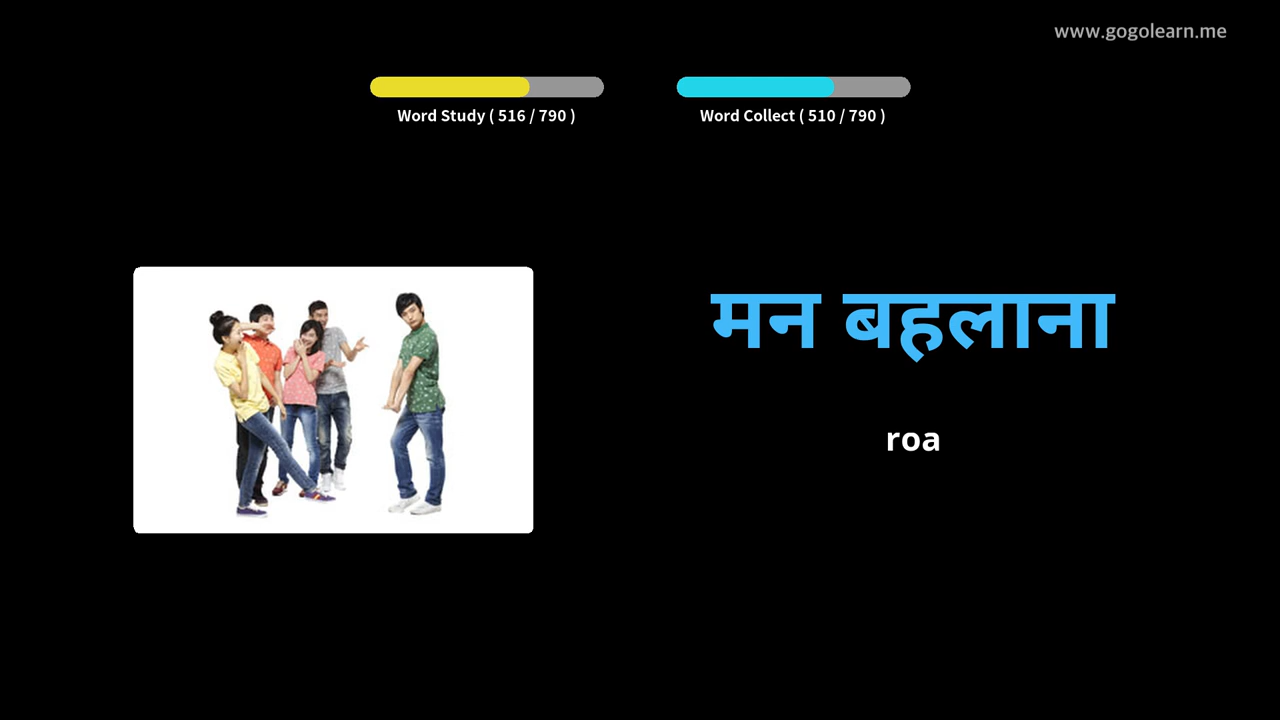 www.gogolearn.me
Word Study ( 516 / 790 )
Word Collect ( 510 / 790 )
मन बहलाना
roa